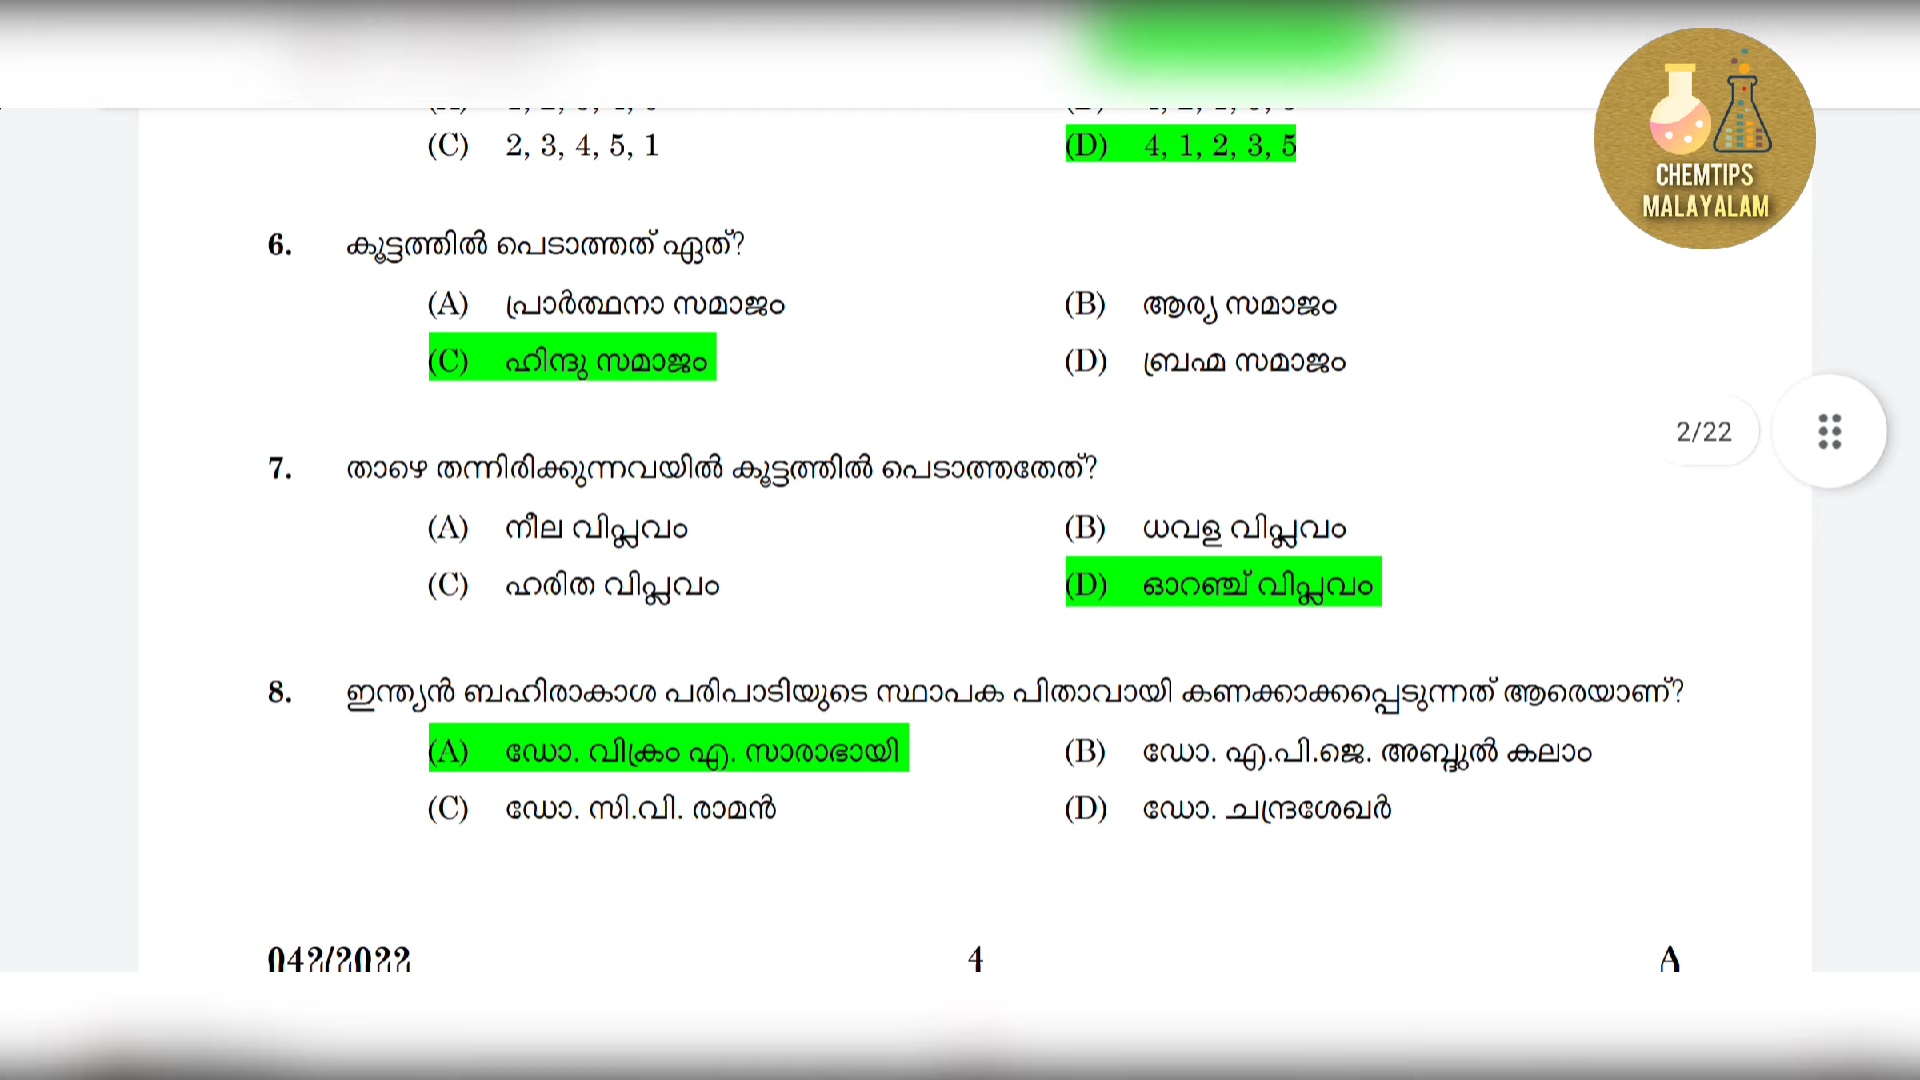 (C) 2, 3, 4, 5, 1 (D) 4, 1, 2, 3, 5
CHEMTIPS
MALAYALAM
6. കൂട്ടത്തിൽ പെടാത്തത് ഏത്?
(A) പ്രാർത്ഥനാ സമാജം (B) ആര്യ സമാജം
(C) ഹിന്ദു സമാജം (D) ബ്രഹ്മ സമാജം
2/22
7. താഴെ തന്നിരിക്കുന്നവയിൽ കൂട്ടത്തിൽ പെടാത്തതേത്?
(A) നീല വിപ്ലവം (B) ധവള വിപ്ലവം
(C) ഹരിത വിപ്ലവം (D) ഓറഞ്ച് വിപ്ലവം
8. ഇന്ത്യൻ ബഹിരാകാശ പരിപാടിയുടെ സ്ഥാപക പിതാവായി കണക്കാക്കപ്പെടുന്നത് ആരെയാണ്?
(A) ഡോ. വിക്രം എ. സാരാഭായി (B) ഡോ. എ.പി.ജെ. അബ്ദുൽ കലാം
(C) ഡോ. സി.വി. രാമൻ (D) ഡോ. ചന്ദ്രശേഖർ
042/2022 4 A